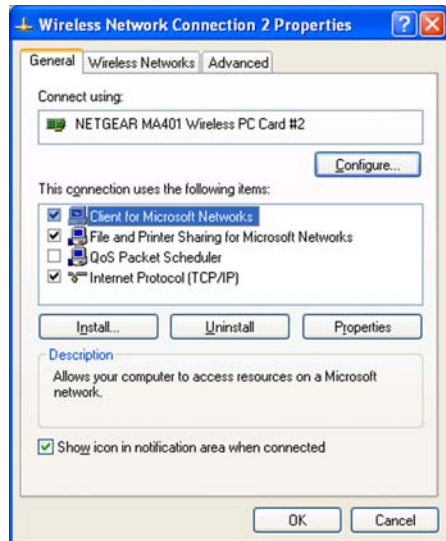 Wireless Network Connection 2 Properties
General Wireless Networks Advanced
Connect using:
NETGEAR MA401 Wireless PC Card #2
Configure...
This connection uses the following items:
Client for Microsoft Networks
File and Printer Sharing for Microsoft Networks
QoS Packet Scheduler
Internet Protocol (TCP/IP)
Install... Uninstall Properties
Description
Allows your computer to access resources on a Microsoft
network.
Show icon in notification area when connected
OK Cancel